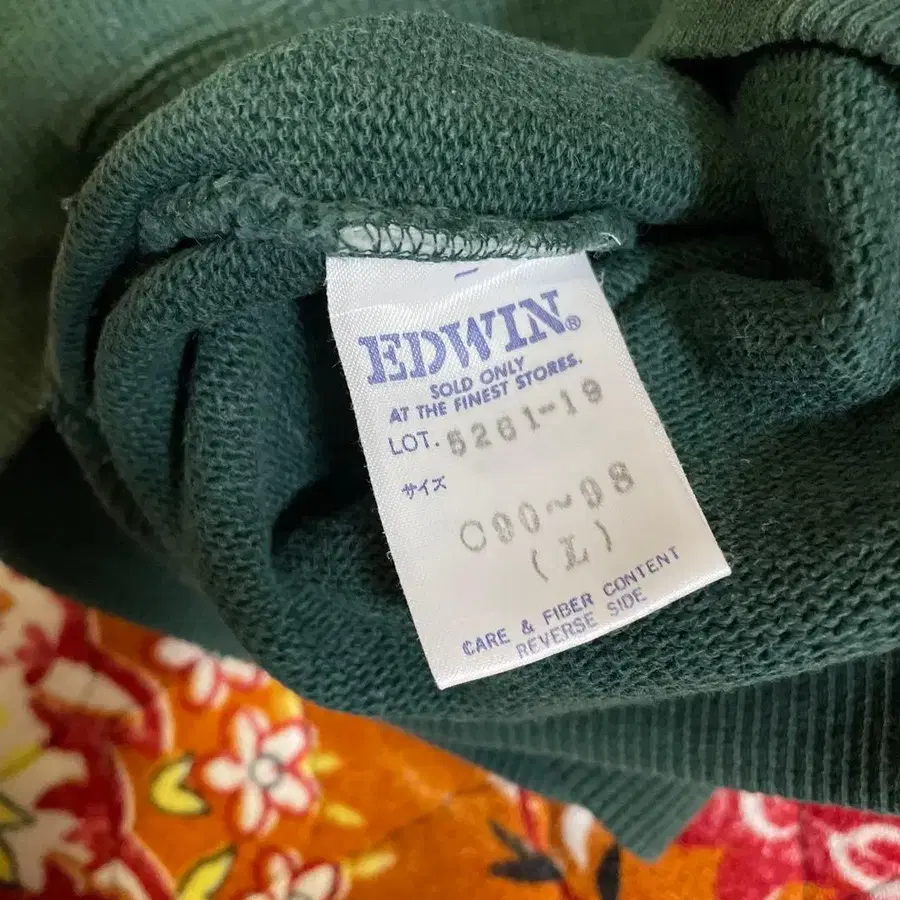 EDWIN®
SOLD ONLY
AT THE FINEST STORES.
LOT. 5261-19
サイズ
C90~98
(L)
CARE & FIBER CONTENT
REVERSE SIDE